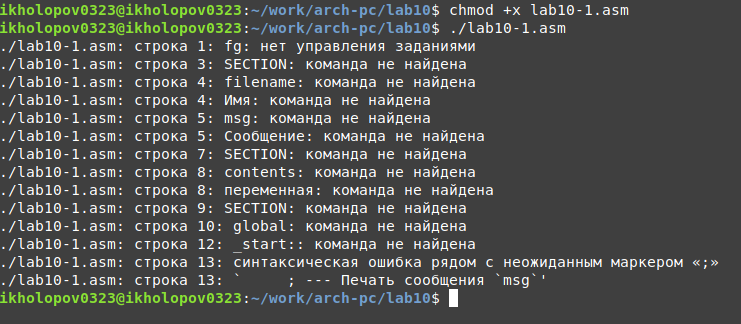 ikholopov0323@ikholopov0323:~/work/arch-pc/lab10$ chmod +x lab10-1.asm
ikholopov0323@ikholopov0323:~/work/arch-pc/lab10$ ./lab10-1.asm
./lab10-1.asm: строка 1: fg: нет управления заданиями
./lab10-1.asm: строка 3: SECTION: команда не найдена
./lab10-1.asm: строка 4: filename: команда не найдена
./lab10-1.asm: строка 4: Имя: команда не найдена
./lab10-1.asm: строка 5: msg: команда не найдена
./lab10-1.asm: строка 5: Сообщение: команда не найдена
./lab10-1.asm: строка 7: SECTION: команда не найдена
./lab10-1.asm: строка 8: contents: команда не найдена
./lab10-1.asm: строка 8: переменная: команда не найдена
./lab10-1.asm: строка 9: SECTION: команда не найдена
./lab10-1.asm: строка 10: global: команда не найдена
./lab10-1.asm: строка 12: _start:: команда не найдена
./lab10-1.asm: строка 13: синтаксическая ошибка рядом с неожиданным маркером «;»
./lab10-1.asm: строка 13: `     ; --- Печать сообщения `msg`'
ikholopov0323@ikholopov0323:~/work/arch-pc/lab10$